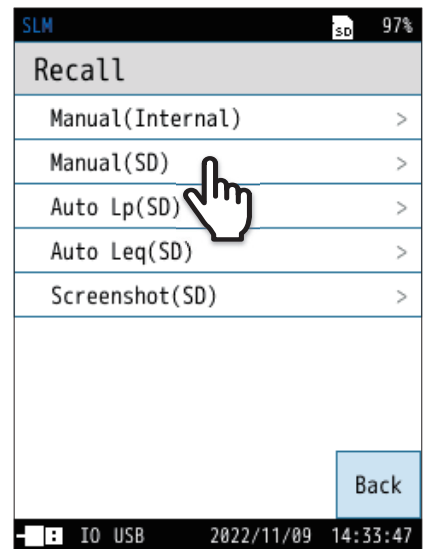 SLM SD 97%
Recall
Manual(Internal) >
Manual(SD) >
Auto Lp(SD) >
Auto Leq(SD) >
Screenshot(SD) >
Back
IO USB 2022/11/09 14:33:47